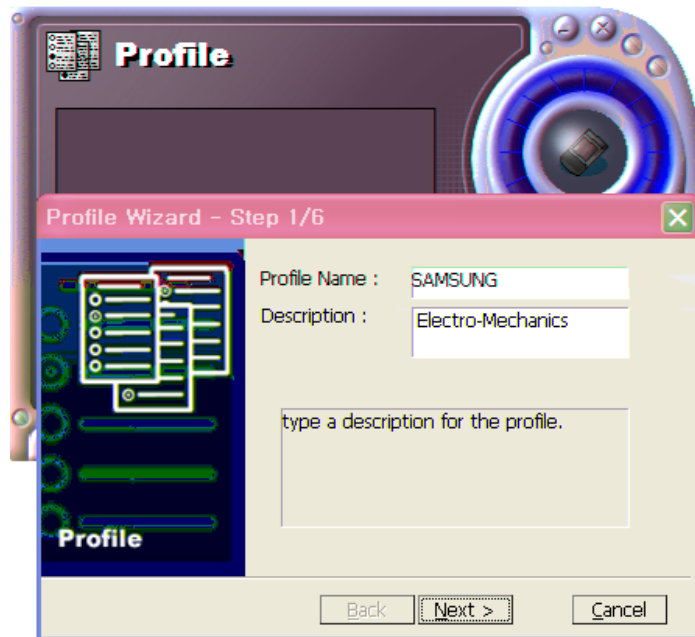 Profile
Profile Wizard - Step 1/6
Profile Name :
SAMSUNG
Description :
Electro-Mechanics
type a description for the profile.
Profile
Back
Next >
Cancel